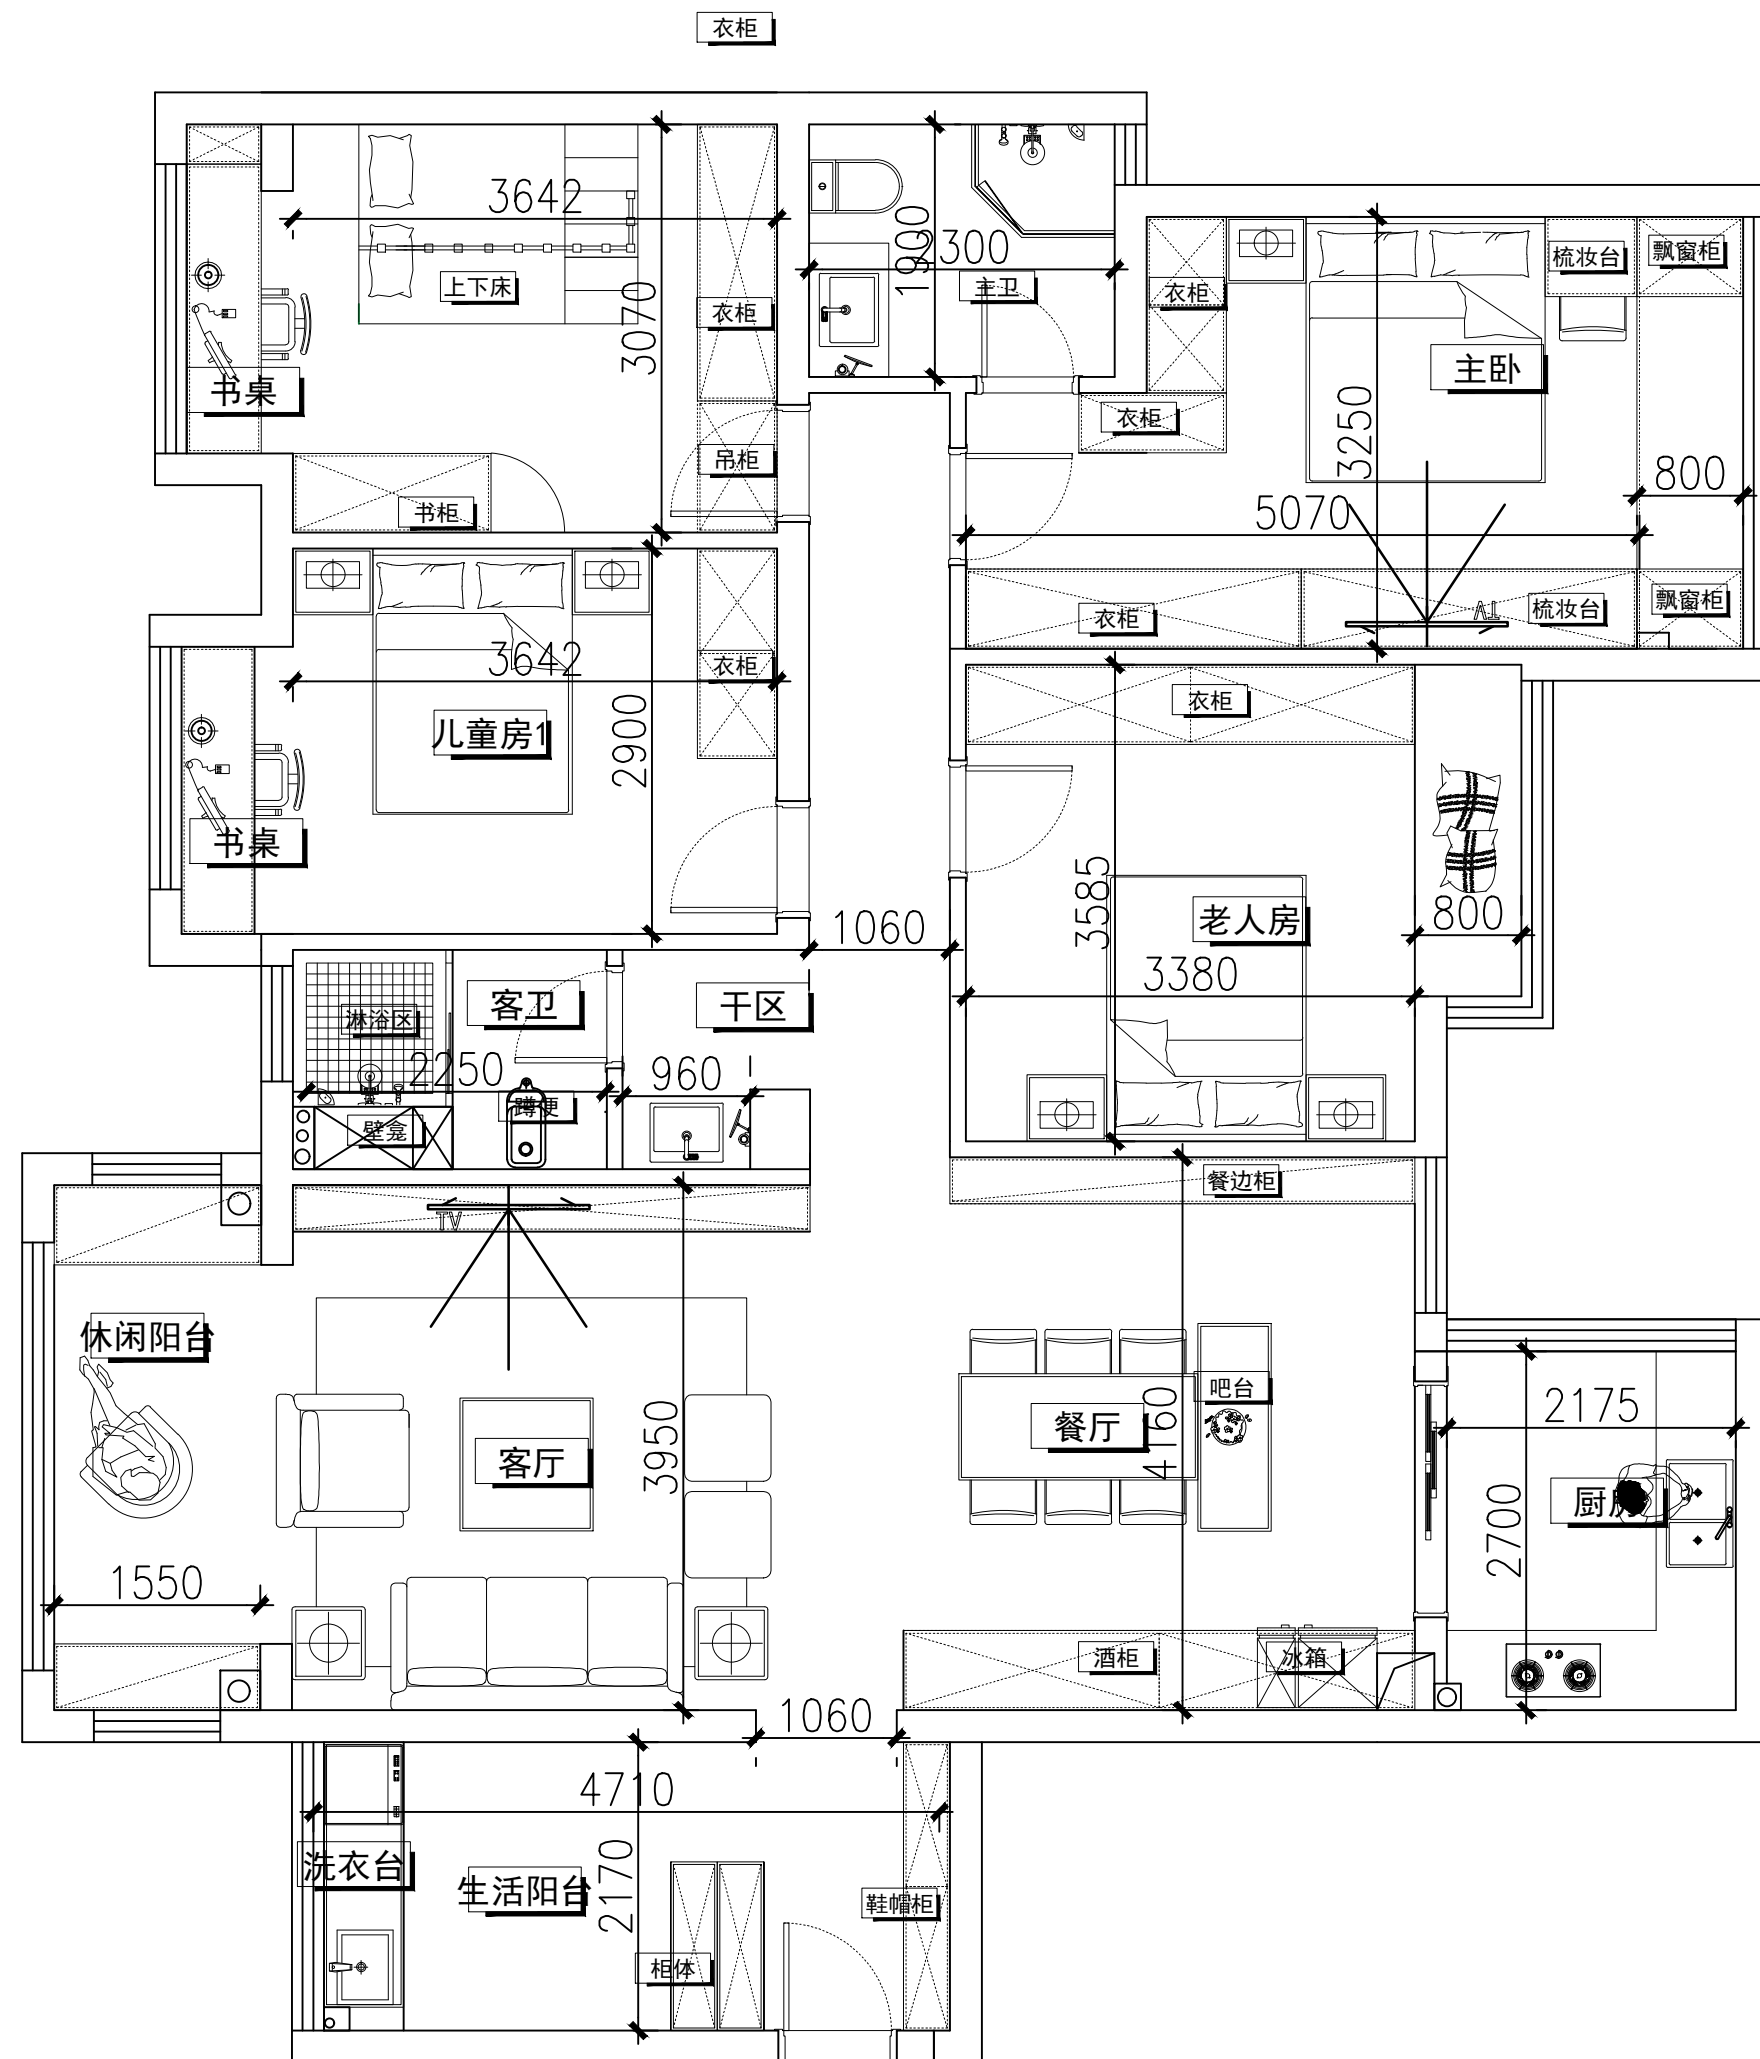 衣柜
3642
1900
2300
上下床
3070
衣柜
主卫
衣柜
梳妆台
飘窗柜
书桌
主卧
衣柜
3250
吊柜
800
书柜
5070
衣柜
TV
梳妆台
飘窗柜
3642
衣柜
衣柜
儿童房1
2900
书桌
3585
老人房
800
1060
3380
客卫
干区
淋浴区
2250
960
蹲便
壁龛
餐边柜
TV
休闲阳台
吧台
3950
4160
2175
餐厅
客厅
厨房
2700
1550
酒柜
冰箱
1060
4710
洗衣台
生活阳台
2170
鞋帽柜
柜体